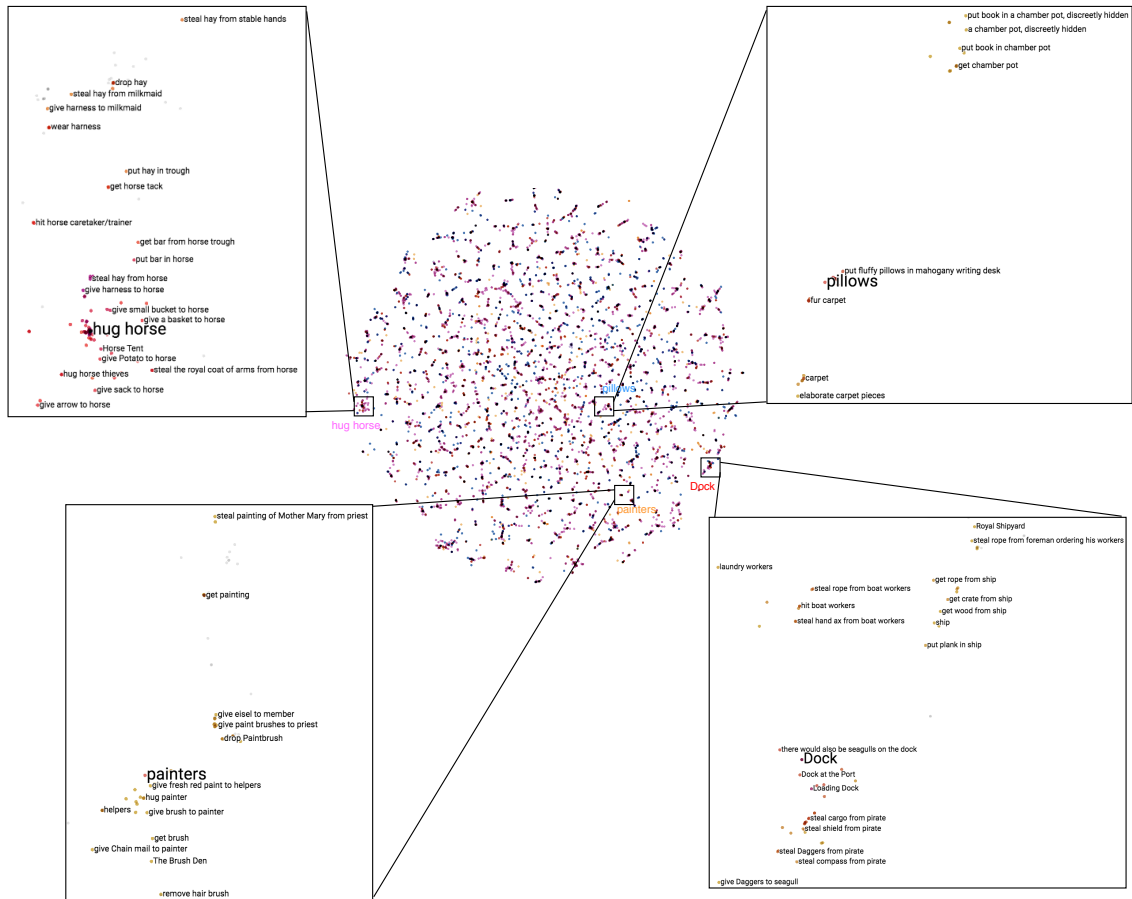 steal hay from stable hands
drop hay
steal hay from milkmaid
give harness to milkmaid
wear harness
put hay in trough
get horse tack
hit horse caretaker/trainer
get bar from horse trough
put bar in horse
steal hay from horse
give harness to horse
give small bucket to horse
give a basket to horse
hug horse
Horse Tent
give Potato to horse
steal the royal coat of arms from horse
hug horse thieves
give sack to horse
give arrow to horse
put book in a chamber pot, discreetly hidden
a chamber pot, discreetly hidden
put book in chamber pot
get chamber pot
put fluffy pillows in mahogany writing desk
pillows
fur carpet
carpet
elaborate carpet pieces
pillows
hug horse
Dock
painters
steal painting of Mother Mary from priest
get painting
give eisel to member
give paint brushes to priest
drop Paintbrush
painters
give fresh red paint to helpers
hug painter
helpers
give brush to painter
get brush
give Chain mail to painter
The Brush Den
remove hair brush
Royal Shipyard
steal rope from foreman ordering his workers
laundry workers
get rope from ship
steal rope from boat workers
get crate from ship
hit boat workers
get wood from ship
steal hand ax from boat workers
ship
put plank in ship
there would also be seagulls on the dock
Dock
Dock at the Port
Loading Dock
steal cargo from pirate
steal shield from pirate
steal Daggers from pirate
steal compass from pirate
give Daggers to seagull